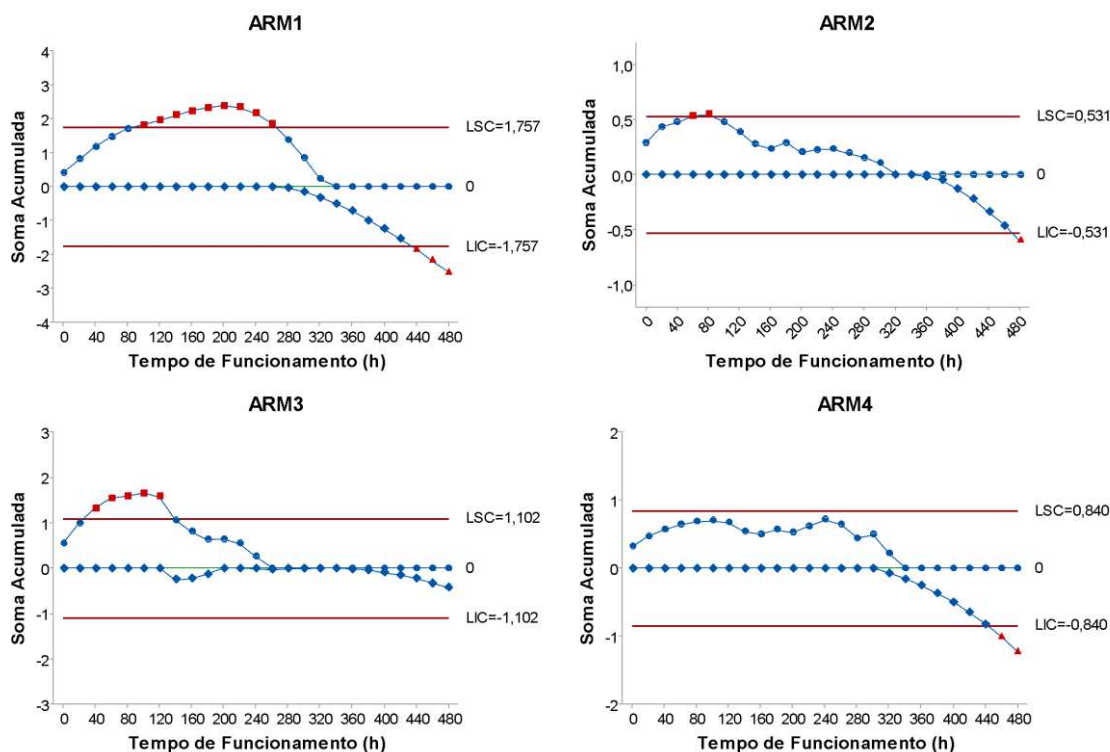 ARM1
Soma Acumulada
4
3
2
1
0
-1
-2
-3
-4
LSC=1,757
0
LIC=-1,757
0 40 80 120 160 200 240 280 320 360 400 440 480
Tempo de Funcionamento (h)
ARM2
Soma Acumulada
1,0
0,5
0,0
-0,5
-1,0
LSC=0,531
0
LIC=-0,531
0 40 80 120 160 200 240 280 320 360 400 440 480
Tempo de Funcionamento (h)
ARM3
Soma Acumulada
3
2
1
0
-1
-2
-3
LSC=1,102
0
LIC=-1,102
0 40 80 120 160 200 240 280 320 360 400 440 480
Tempo de Funcionamento (h)
ARM4
Soma Acumulada
2
1
0
-1
-2
LSC=0,840
0
LIC=-0,840
0 40 80 120 160 200 240 280 320 360 400 440 480
Tempo de Funcionamento (h)